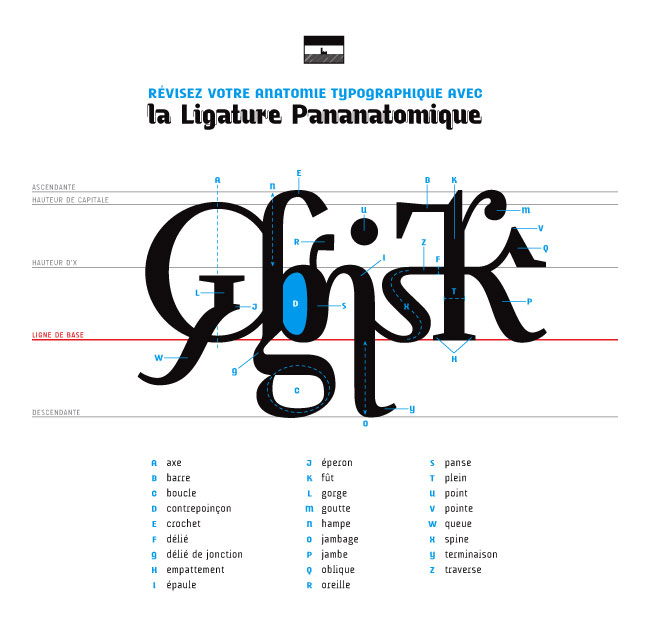 RÉVISEZ VOTRE ANATOMIE TYPOGRAPHIQUE AVEC
la Ligature Pananatomique
E
A
n
B
K
ASCENDANTE
HAUTEUR DE CAPITALE
u
m
V
R
Z
Q
I
F
HAUTEUR D'X
L
J
D
S
X
T
P
LIGNE DE BASE
W
g
H
C
y
DESCENDANTE
O
A axe
B barre
C boucle
D contrepoinçon
E crochet
F délié
g délié de jonction
H empattement
I épaule
J éperon
K fût
L gorge
m goutte
n hampe
O jambage
P jambe
Q oblique
R oreille
S panse
T plein
u point
V pointe
W queue
X spine
y terminaison
Z traverse